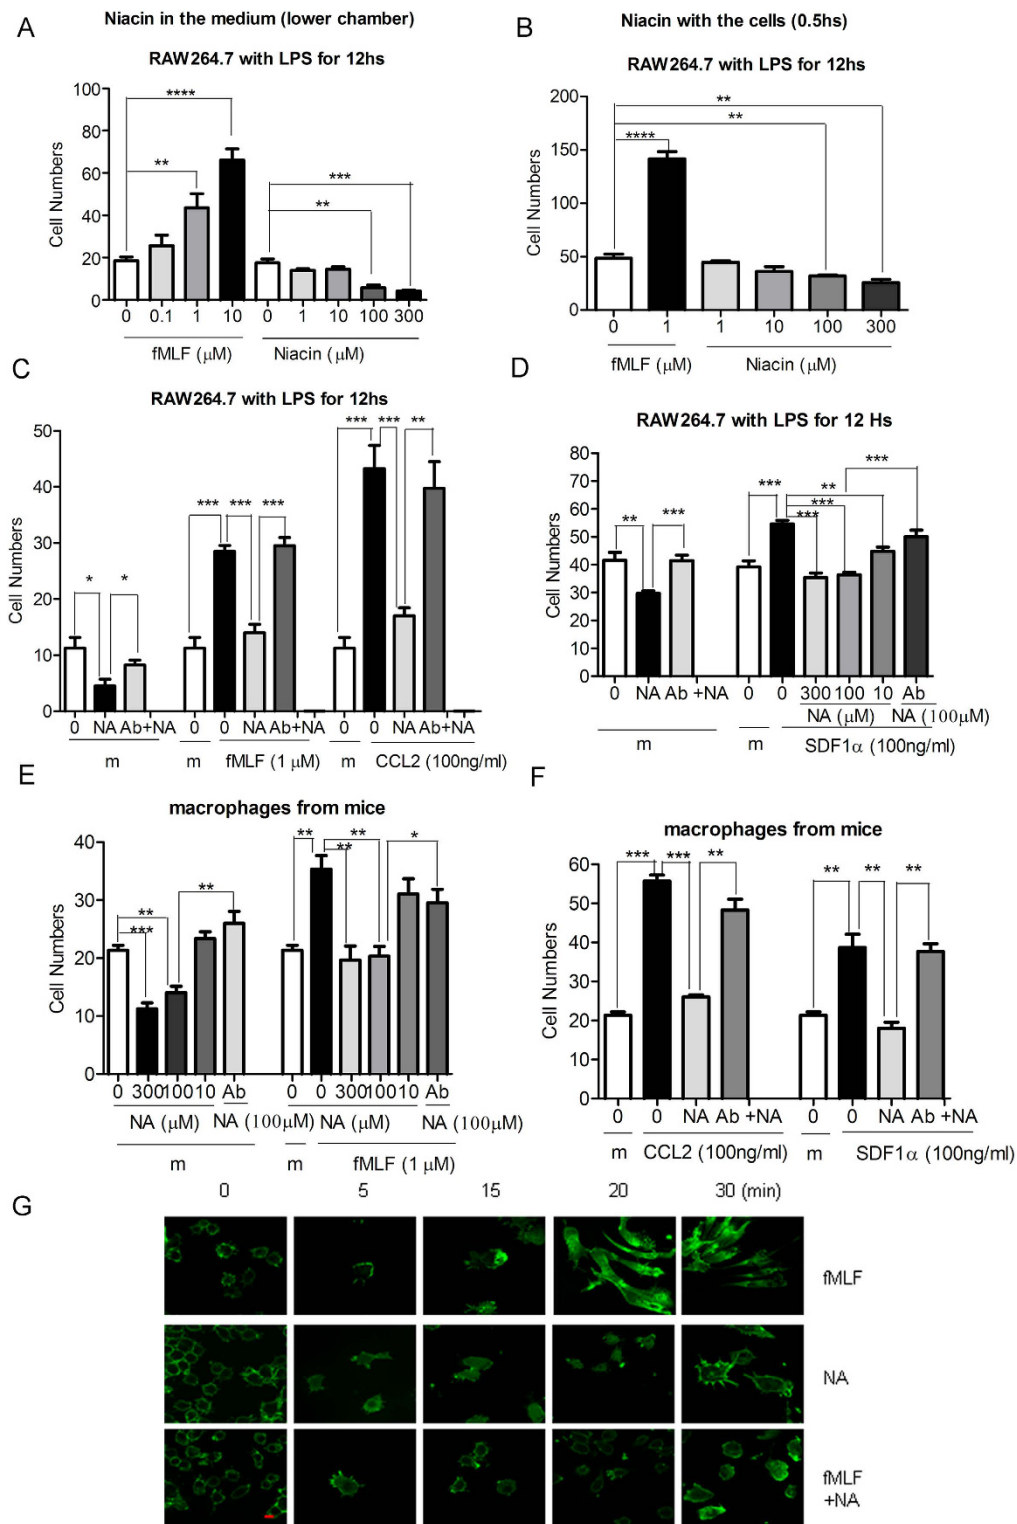 A
Niacin in the medium (lower chamber)
RAW264.7 with LPS for 12hs
Cell Numbers
100
80
60
40
20
0
****
**
***
**
0 0.1 1 10 0 1 10 100 300
fMLF (μM) Niacin (μM)
B
Niacin with the cells (0.5hs)
RAW264.7 with LPS for 12hs
Cell Numbers
200
150
100
50
0
**
**
****
0 1 1 10 100 300
fMLF (μM) Niacin (μM)
C
RAW264.7 with LPS for 12hs
Cell Numbers
50
40
30
20
10
0
* *
*** *** ***
*** *** **
0 NA Ab+NA 0 0 NA Ab+NA 0 0 NA Ab+NA
m m fMLF (1 μM) m CCL2 (100ng/ml)
D
RAW264.7 with LPS for 12 Hs
Cell Numbers
80
70
60
50
40
30
20
10
0
** ***
***
***
**
***
***
0 NA Ab +NA 0 0 300 100 10 Ab
NA (μM) NA (100μM)
m m SDF1α (100ng/ml)
E
macrophages from mice
Cell Numbers
40
30
20
10
0
**
**
***
** **
**
*
0 300 100 10 Ab 0 0 300 100 10 Ab
NA (μM) NA (100μM) NA (μM) NA (100μM)
m m fMLF (1 μM)
F
macrophages from mice
Cell Numbers
60
50
40
30
20
10
0
*** *** **
** ** **
0 0 NA Ab +NA 0 0 NA Ab +NA
m CCL2 (100ng/ml) m SDF1α (100ng/ml)
G
0 5 15 20 30 (min)
fMLF
NA
fMLF
+NA